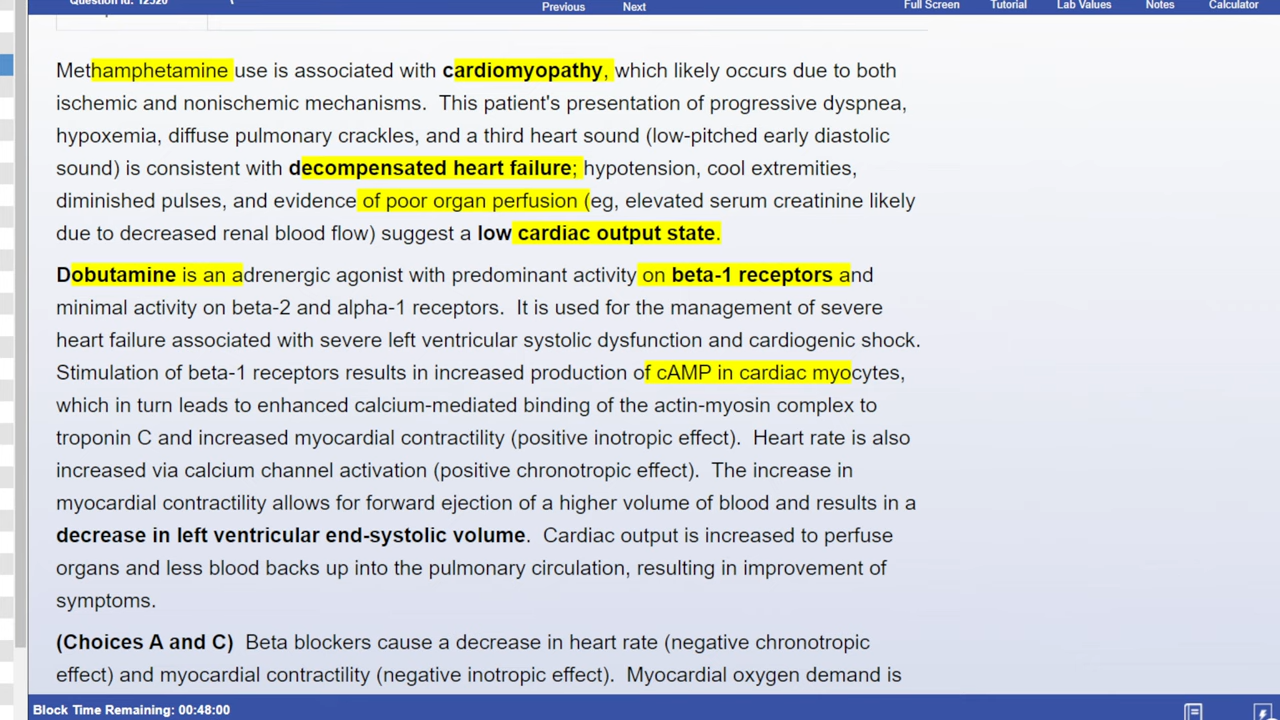 Question Id: 12320
Previous
Next
Full Screen
Tutorial
Lab Values
Notes
Calculator
Methamphetamine use is associated with cardiomyopathy, which likely occurs due to both
ischemic and nonischemic mechanisms. This patient's presentation of progressive dyspnea,
hypoxemia, diffuse pulmonary crackles, and a third heart sound (low-pitched early diastolic
sound) is consistent with decompensated heart failure; hypotension, cool extremities,
diminished pulses, and evidence of poor organ perfusion (eg, elevated serum creatinine likely
due to decreased renal blood flow) suggest a low cardiac output state.
Dobutamine is an adrenergic agonist with predominant activity on beta-1 receptors and
minimal activity on beta-2 and alpha-1 receptors. It is used for the management of severe
heart failure associated with severe left ventricular systolic dysfunction and cardiogenic shock.
Stimulation of beta-1 receptors results in increased production of cAMP in cardiac myocytes,
which in turn leads to enhanced calcium-mediated binding of the actin-myosin complex to
troponin C and increased myocardial contractility (positive inotropic effect). Heart rate is also
increased via calcium channel activation (positive chronotropic effect). The increase in
myocardial contractility allows for forward ejection of a higher volume of blood and results in a
decrease in left ventricular end-systolic volume. Cardiac output is increased to perfuse
organs and less blood backs up into the pulmonary circulation, resulting in improvement of
symptoms.
(Choices A and C) Beta blockers cause a decrease in heart rate (negative chronotropic
effect) and myocardial contractility (negative inotropic effect). Myocardial oxygen demand is
Block Time Remaining: 00:48:00